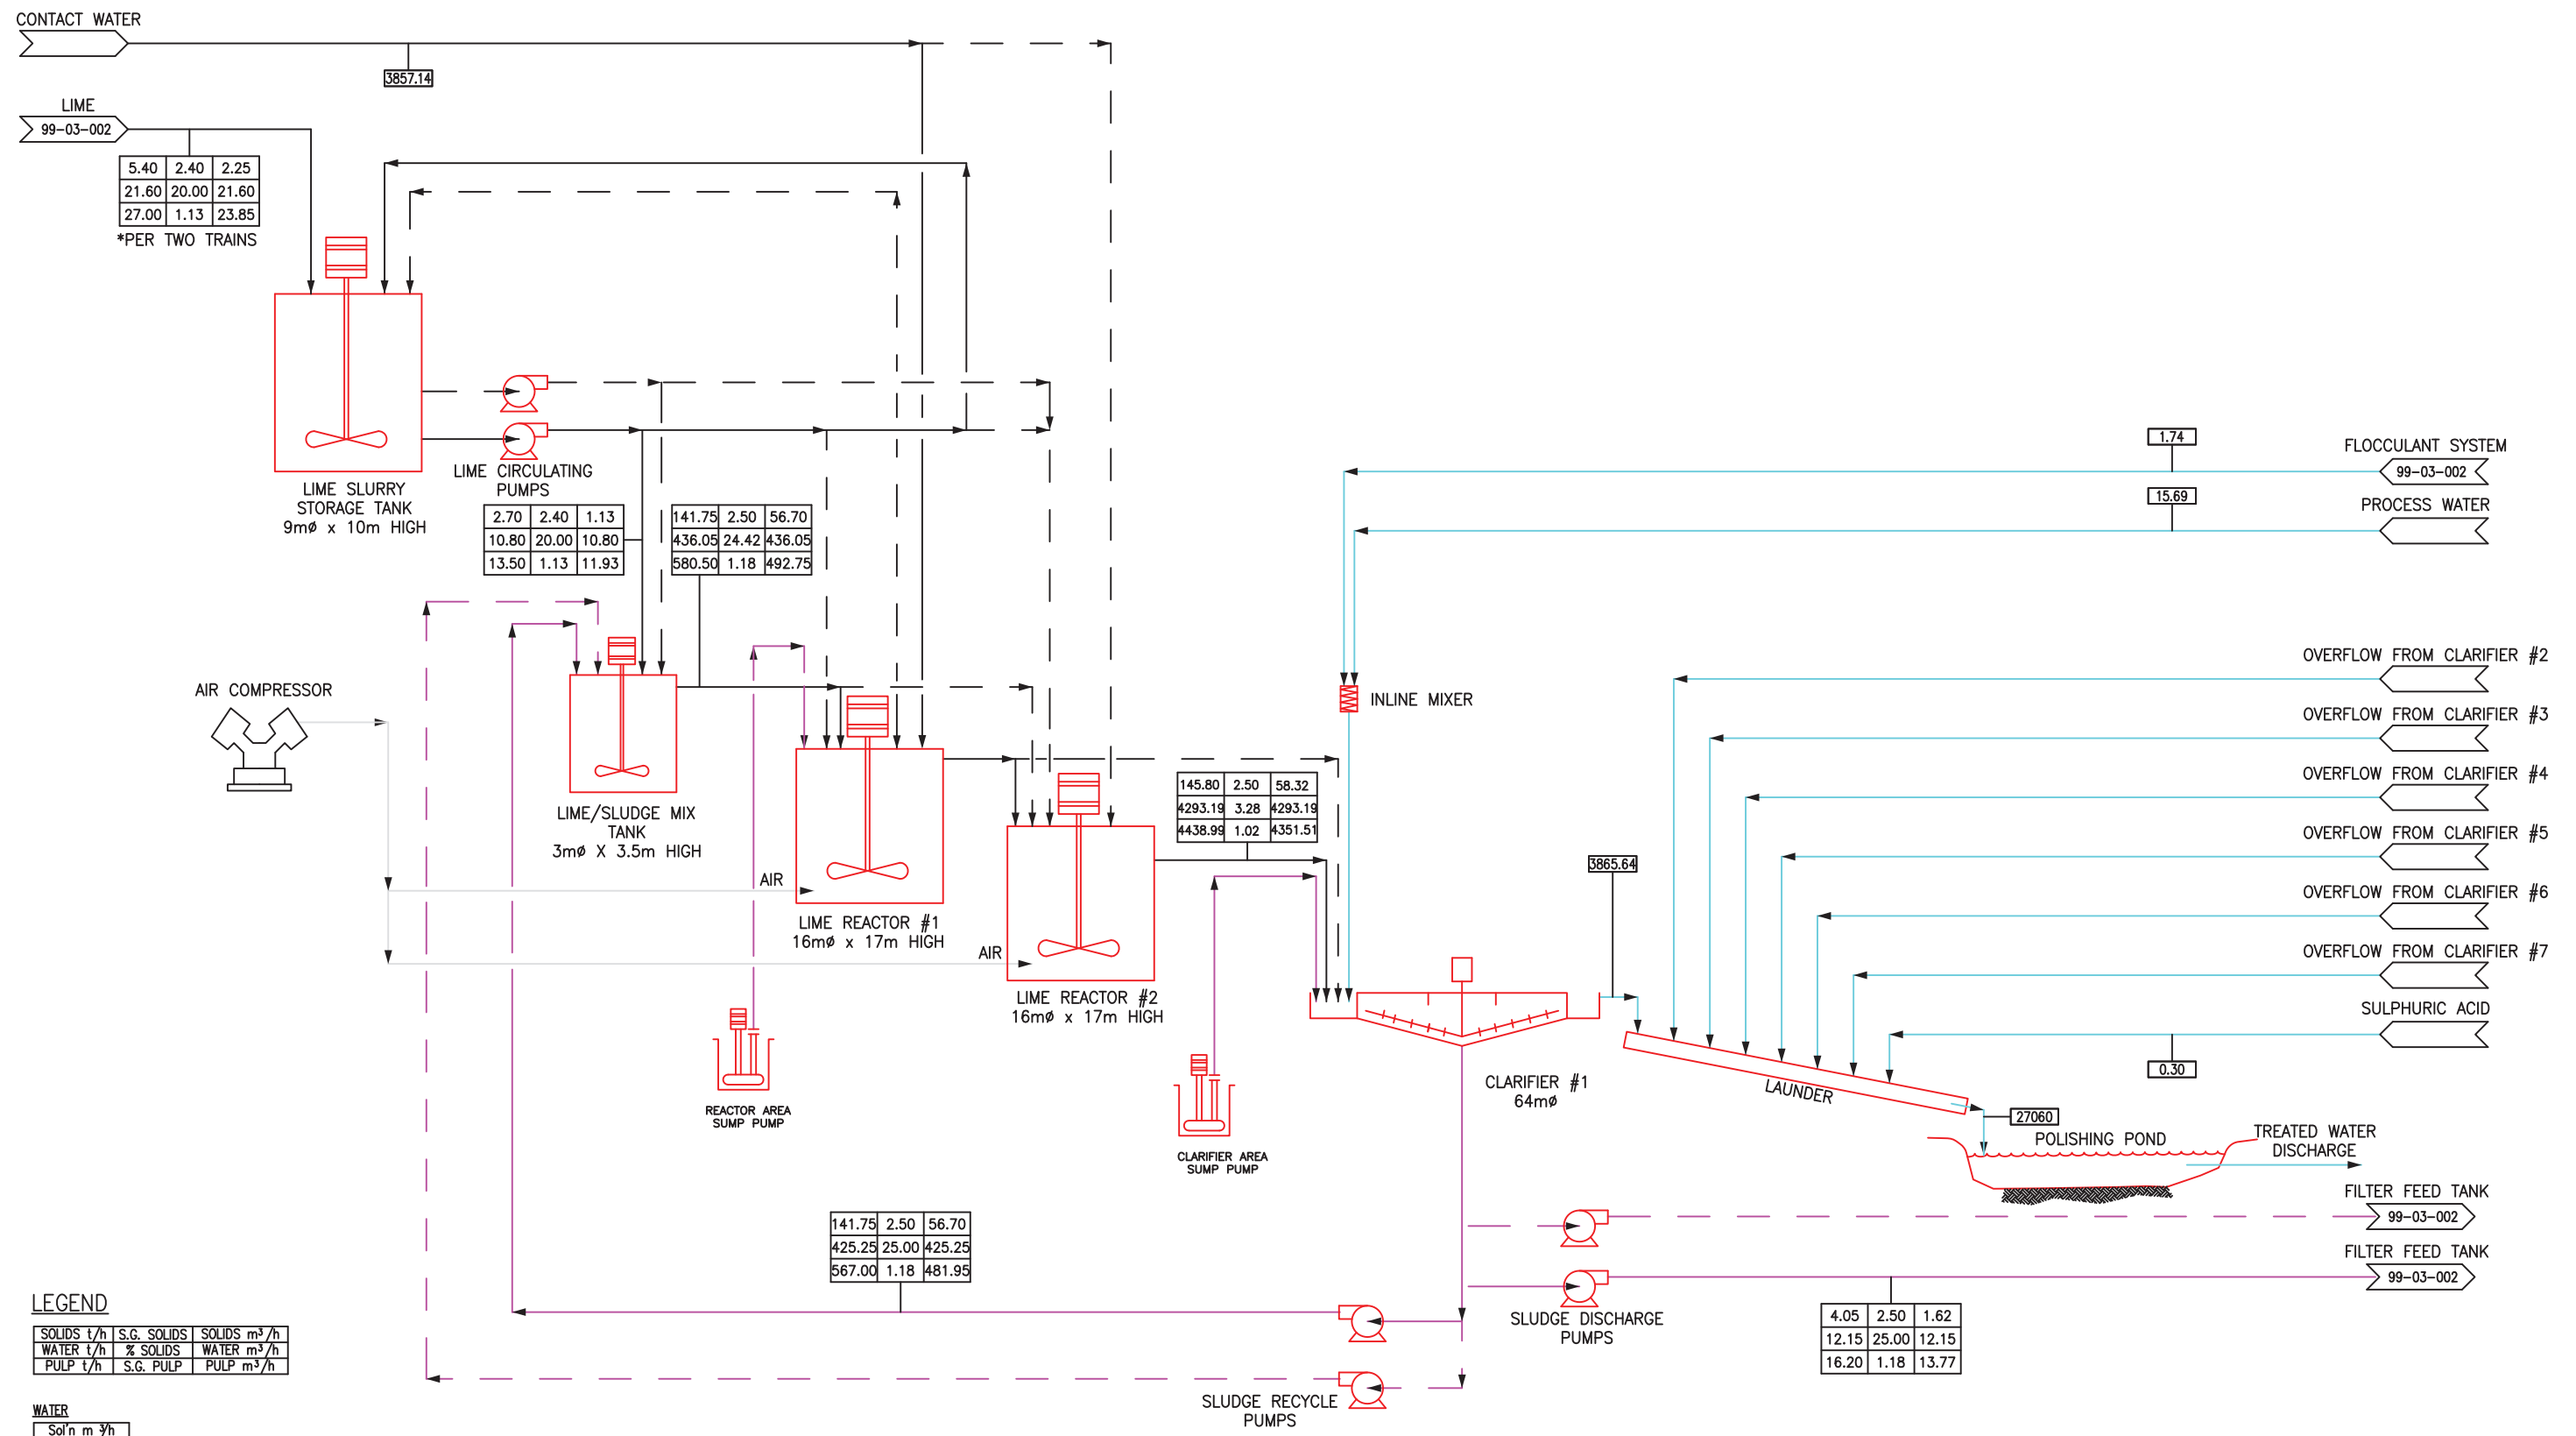 CONTACT WATER
3857.14
LIME
99-03-002
5.40 2.40 2.25
21.60 20.00 21.60
27.00 1.13 23.85
*PER TWO TRAINS
LIME SLURRY
STORAGE TANK
9mø x 10m HIGH
LIME CIRCULATING
PUMPS
2.70 2.40 1.13
10.80 20.00 10.80
13.50 1.13 11.93
141.75 2.50 56.70
436.05 24.42 436.05
580.50 1.18 492.75
1.74
FLOCCULANT SYSTEM
99-03-002
15.69
PROCESS WATER
INLINE MIXER
AIR COMPRESSOR
LIME/SLUDGE MIX
TANK
3mø X 3.5m HIGH
AIR
LIME REACTOR #1
16mø x 17m HIGH
AIR
LIME REACTOR #2
16mø x 17m HIGH
145.80 2.50 58.32
4293.19 3.28 4293.19
4438.99 1.02 4351.51
3865.64
OVERFLOW FROM CLARIFIER #2
OVERFLOW FROM CLARIFIER #3
OVERFLOW FROM CLARIFIER #4
OVERFLOW FROM CLARIFIER #5
OVERFLOW FROM CLARIFIER #6
OVERFLOW FROM CLARIFIER #7
SULPHURIC ACID
0.30
REACTOR AREA
SUMP PUMP
CLARIFIER AREA
SUMP PUMP
CLARIFIER #1
64mø
LAUNDER
27060
POLISHING POND
TREATED WATER
DISCHARGE
FILTER FEED TANK
99-03-002
FILTER FEED TANK
99-03-002
SLUDGE DISCHARGE
PUMPS
4.05 2.50 1.62
12.15 25.00 12.15
16.20 1.18 13.77
141.75 2.50 56.70
425.25 25.00 425.25
567.00 1.18 481.95
SLUDGE RECYCLE
PUMPS
LEGEND
SOLIDS t/h S.G. SOLIDS SOLIDS m³/h
WATER t/h % SOLIDS WATER m³/h
PULP t/h S.G. PULP PULP m³/h
WATER
Sol'n m³/h